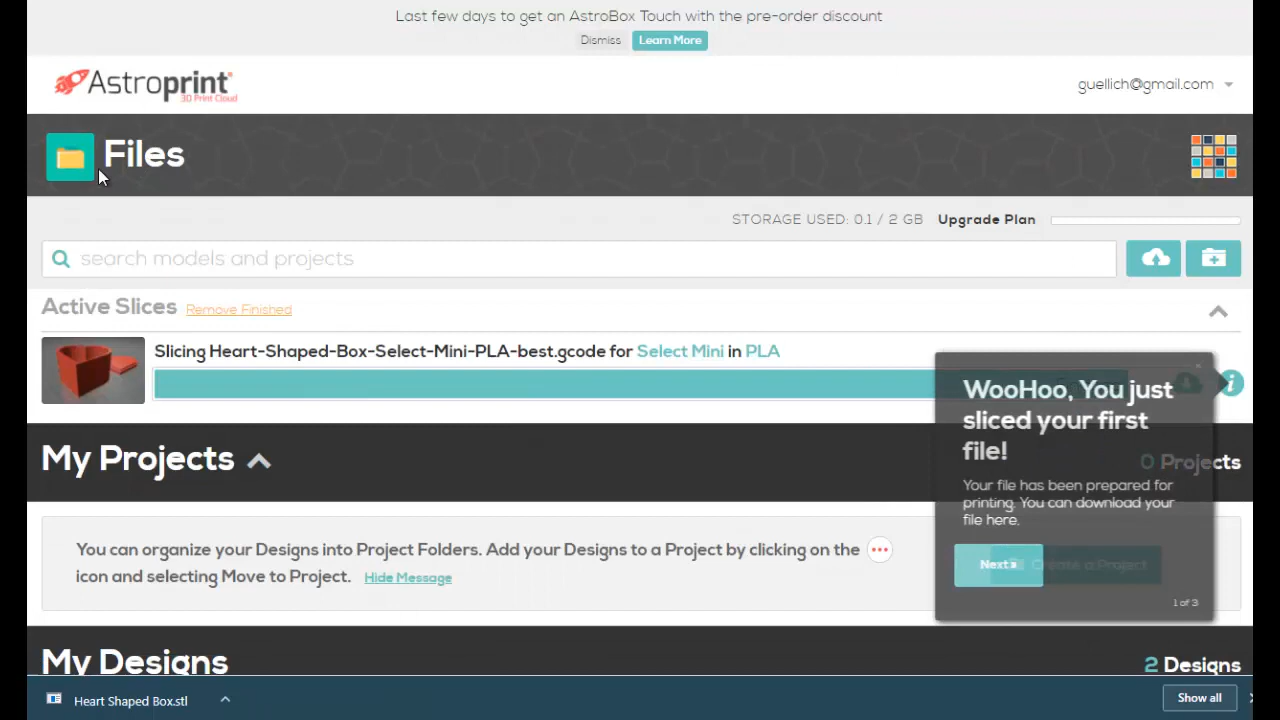 Last few days to get an AstroBox Touch with the pre-order discount
Dismiss Learn More
Astroprint
3D Print Cloud
guellich@gmail.com
Files
STORAGE USED: 0.1 / 2 GB Upgrade Plan
search models and projects
Active Slices Remove Finished
Slicing Heart-Shaped-Box-Select-Mini-PLA-best.gcode for Select Mini in PLA
WooHoo, You just
sliced your first
file!
Your file has been prepared for
printing. You can download your
file here.
Next »
1 of 3
My Projects
0 Projects
You can organize your Designs into Project Folders. Add your Designs to a Project by clicking on the
icon and selecting Move to Project. Hide Message
Create a Project
My Designs
2 Designs
Heart Shaped Box.stl
Show all